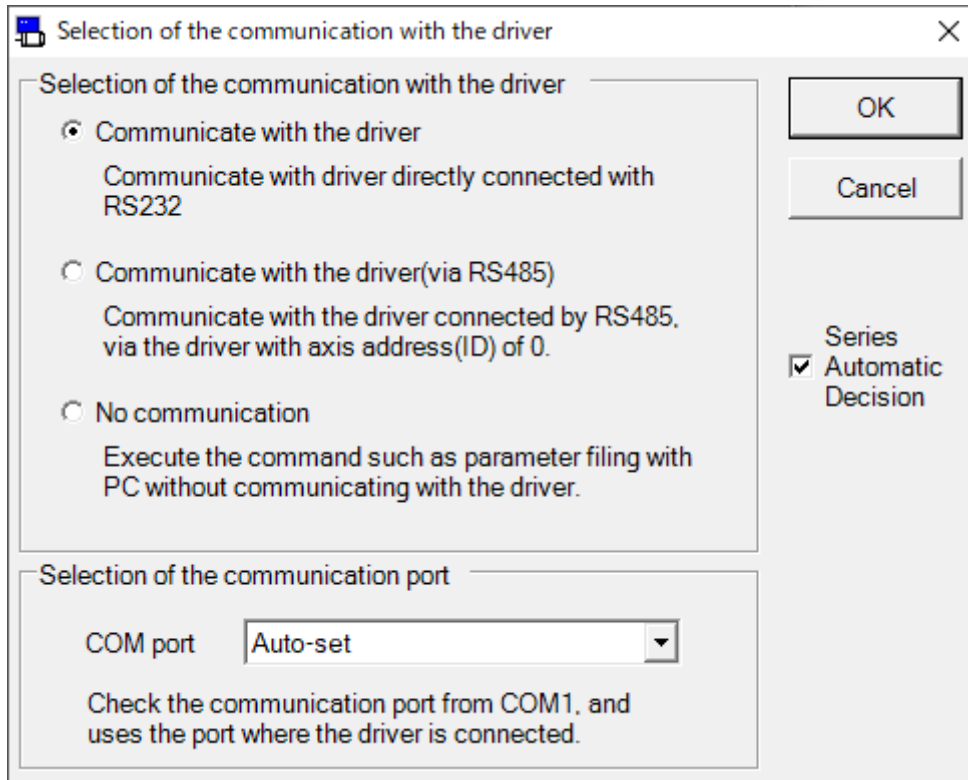 Selection of the communication with the driver
Selection of the communication with the driver
Communicate with the driver
Communicate with driver directly connected with
RS232
Communicate with the driver(via RS485)
Communicate with the driver connected by RS485,
via the driver with axis address(ID) of 0.
No communication
Execute the command such as parameter filing with
PC without communicating with the driver.
OK
Cancel
Series
Automatic
Decision
Selection of the communication port
COM port
Auto-set
Check the communication port from COM1, and
uses the port where the driver is connected.